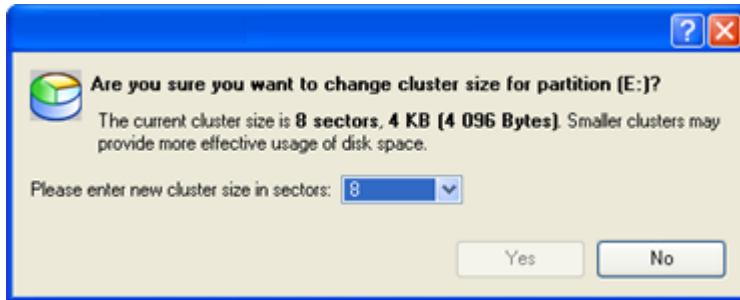 ?
Are you sure you want to change cluster size for partition (E:)?
The current cluster size is 8 sectors, 4 KB (4 096 Bytes). Smaller clusters may
provide more effective usage of disk space.
Please enter new cluster size in sectors: 8
Yes No